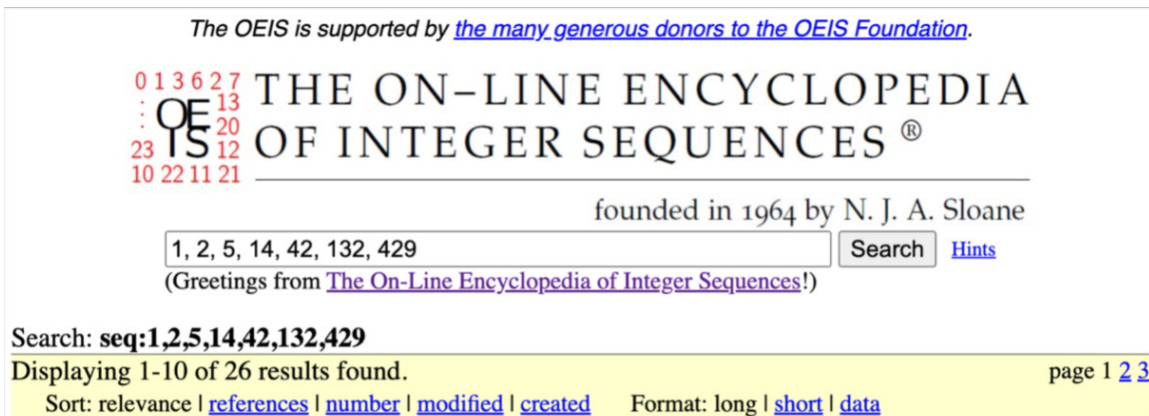 The OEIS is supported by the many generous donors to the OEIS Foundation.
0 1 3 6 2 7
: OE 13
: IS 20
23 12
10 22 11 21
THE ON-LINE ENCYCLOPEDIA
OF INTEGER SEQUENCES ®
founded in 1964 by N. J. A. Sloane
1, 2, 5, 14, 42, 132, 429 Search Hints
(Greetings from The On-Line Encyclopedia of Integer Sequences!)
Search: seq:1,2,5,14,42,132,429
Displaying 1-10 of 26 results found. page 1 2 3
Sort: relevance | references | number | modified | created Format: long | short | data